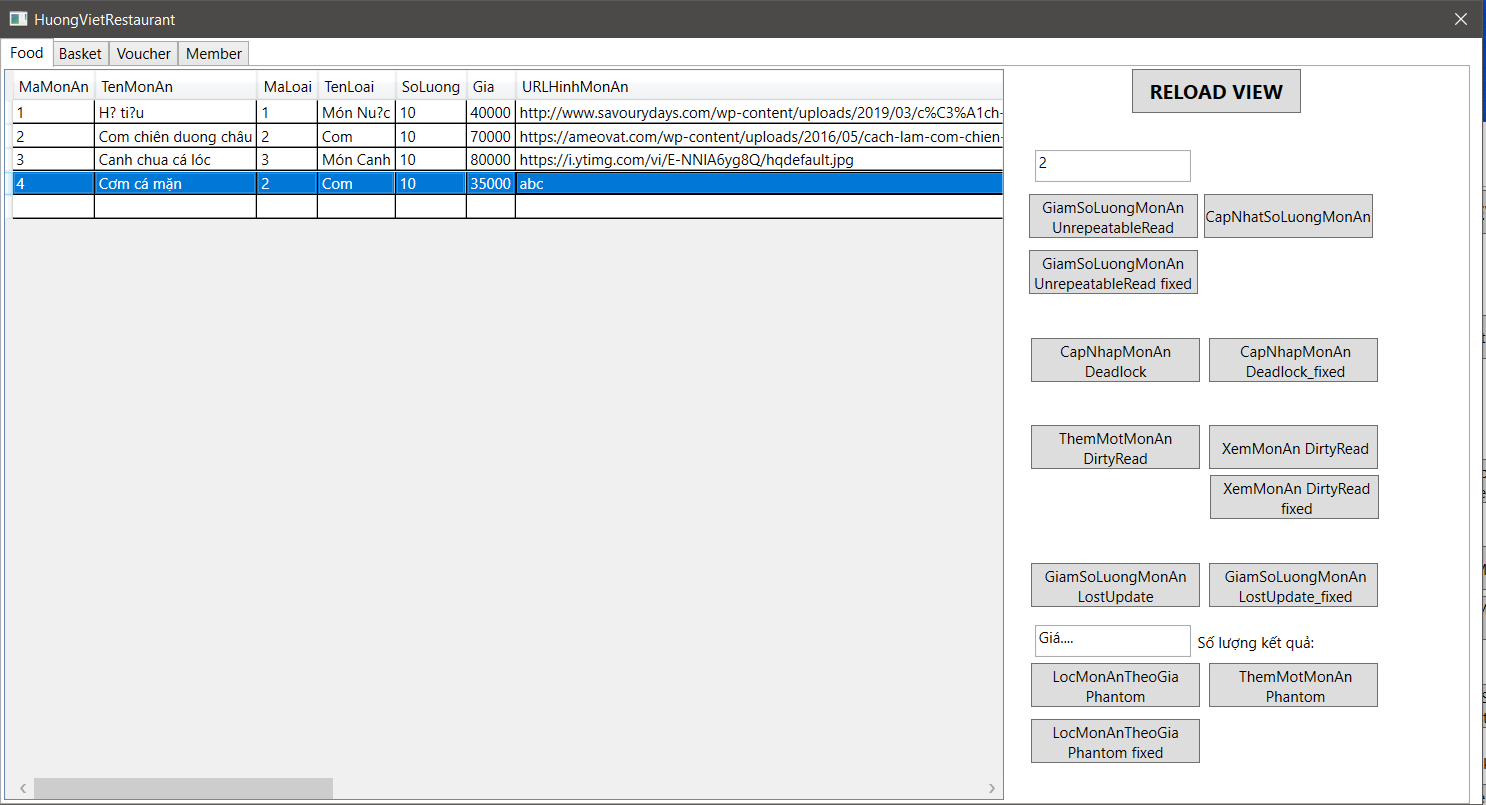 HuongVietRestaurant
Food Basket Voucher Member
MaMonAn TenMonAn MaLoai TenLoai SoLuong Gia URLHinhMonAn
1 H? ti?u 1 Món Nu?c 10 40000 http://www.savourydays.com/wp-content/uploads/2019/03/c%C3%A1ch-
2 Com chiên duong châu 2 Com 10 70000 https://ameovat.com/wp-content/uploads/2016/05/cach-lam-com-chien-
3 Canh chua cá lóc 3 Món Canh 10 80000 https://i.ytimg.com/vi/E-NNIA6yg8Q/hqdefault.jpg
4 Cơm cá mặn 2 Com 10 35000 abc
RELOAD VIEW
2
GiamSoLuongMonAn
UnrepeatableRead
CapNhatSoLuongMonAn
GiamSoLuongMonAn
UnrepeatableRead fixed
CapNhapMonAn
Deadlock
CapNhapMonAn
Deadlock_fixed
ThemMotMonAn
DirtyRead
XemMonAn DirtyRead
XemMonAn DirtyRead
fixed
GiamSoLuongMonAn
LostUpdate
GiamSoLuongMonAn
LostUpdate_fixed
Giá....
Số lượng kết quả:
LocMonAnTheoGia
Phantom
ThemMotMonAn
Phantom
LocMonAnTheoGia
Phantom fixed